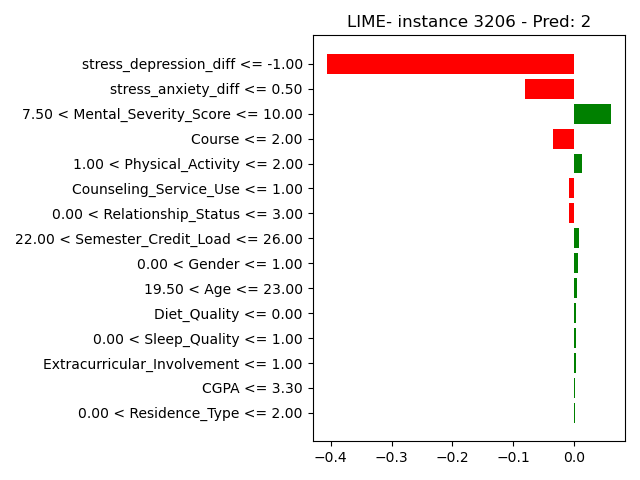 LIME- instance 3206 - Pred: 2
stress_depression_diff <= -1.00
stress_anxiety_diff <= 0.50
7.50 < Mental_Severity_Score <= 10.00
Course <= 2.00
1.00 < Physical_Activity <= 2.00
Counseling_Service_Use <= 1.00
0.00 < Relationship_Status <= 3.00
22.00 < Semester_Credit_Load <= 26.00
0.00 < Gender <= 1.00
19.50 < Age <= 23.00
Diet_Quality <= 0.00
0.00 < Sleep_Quality <= 1.00
Extracurricular_Involvement <= 1.00
CGPA <= 3.30
0.00 < Residence_Type <= 2.00
−0.4 −0.3 −0.2 −0.1 0.0